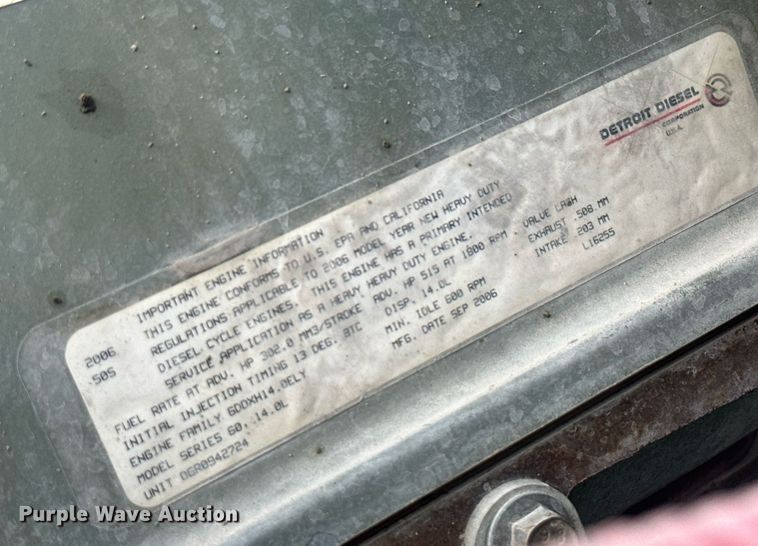 DETROIT DIESEL
CORPORATION
U.S.A.
IMPORTANT ENGINE INFORMATION
2006 THIS ENGINE CONFORMS TO U.S. EPA AND CALIFORNIA
.505 REGULATIONS APPLICABLE TO 2006 MODEL YEAR NEW HEAVY DUTY
DIESEL CYCLE ENGINES. THIS ENGINE HAS A PRIMARY INTENDED
SERVICE APPLICATION AS A HEAVY HEAVY DUTY ENGINE.
FUEL RATE AT ADV. HP 302.0 MM3/STROKE ADV. HP 515 AT 1800 RPM. VALVE LASH
INITIAL INJECTION TIMING 13 DEG. BTC DISP. 14.0L EXHAUST .508 MM
ENGINE FAMILY 6DDXH14.0ELY MIN. IDLE 600 RPM INTAKE 203 MM
MODEL SERIES 60, 14.0L MFG. DATE SEP 2006 L16255
UNIT 06R0942724
Purple Wave Auction